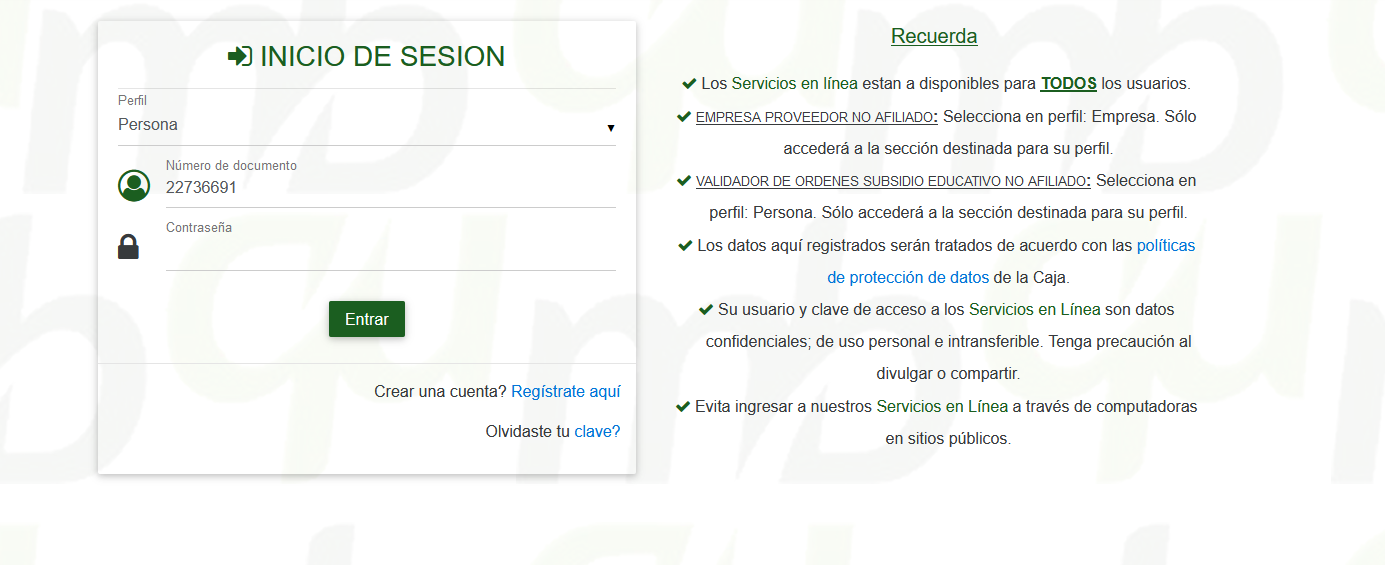 INICIO DE SESION
Perfil
Persona
Número de documento
22736691
Contraseña
Entrar
Crear una cuenta? Regístrate aquí
Olvidaste tu clave?
Recuerda
Los Servicios en línea estan a disponibles para TODOS los usuarios.
EMPRESA PROVEEDOR NO AFILIADO: Selecciona en perfil: Empresa. Sólo
accederá a la sección destinada para su perfil.
VALIDADOR DE ORDENES SUBSIDIO EDUCATIVO NO AFILIADO: Selecciona en
perfil: Persona. Sólo accederá a la sección destinada para su perfil.
Los datos aquí registrados serán tratados de acuerdo con las políticas
de protección de datos de la Caja.
Su usuario y clave de acceso a los Servicios en Línea son datos
confidenciales; de uso personal e intransferible. Tenga precaución al
divulgar o compartir.
Evita ingresar a nuestros Servicios en Línea a través de computadoras
en sitios públicos.